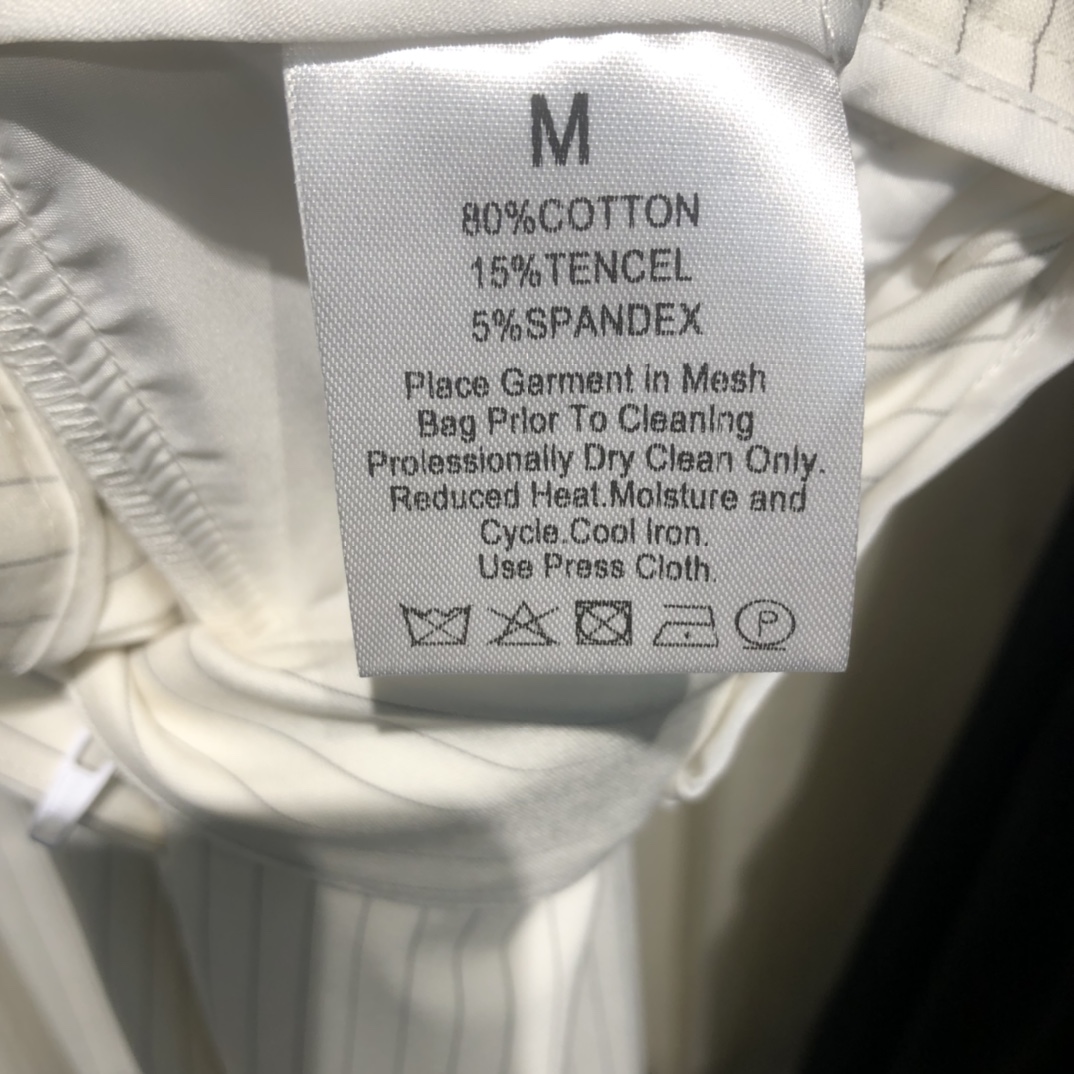 M
80%COTTON
15%TENCEL
5%SPANDEX
Place Garment in Mesh
Bag Prior To Cleaning
Prolessionally Dry Clean Only.
Reduced Heat.Moisture and
Cycle.Cool Iron.
Use Press Cloth.
P